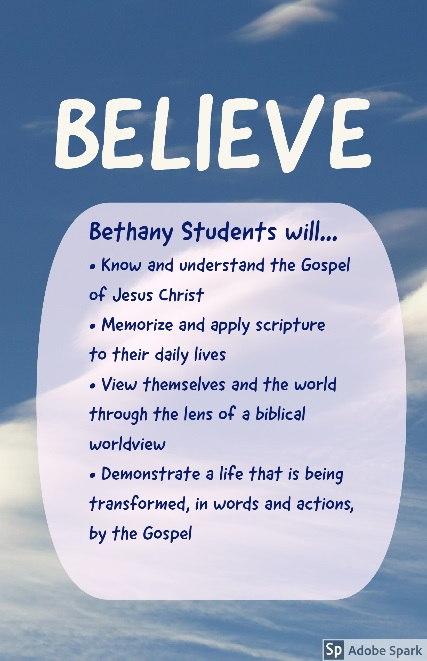 BELIEVE
Bethany Students will...
• Know and understand the Gospel
of Jesus Christ
• Memorize and apply scripture
to their daily lives
• View themselves and the world
through the lens of a biblical
worldview
• Demonstrate a life that is being
transformed, in words and actions,
by the Gospel
Sp Adobe Spark